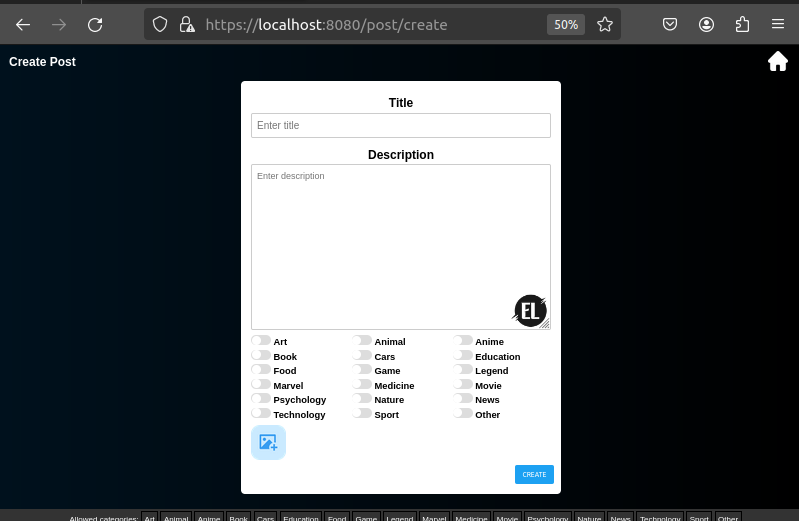 https://localhost:8080/post/create 50%
Create Post
Title
Enter title
Description
Enter description
EL
Art Animal Anime
Book Cars Education
Food Game Legend
Marvel Medicine Movie
Psychology Nature News
Technology Sport Other
CREATE
Allowed categories: Art Animal Anime Book Cars Education Food Game Legend Marvel Medicine Movie Psychology Nature News Technology Sport Other